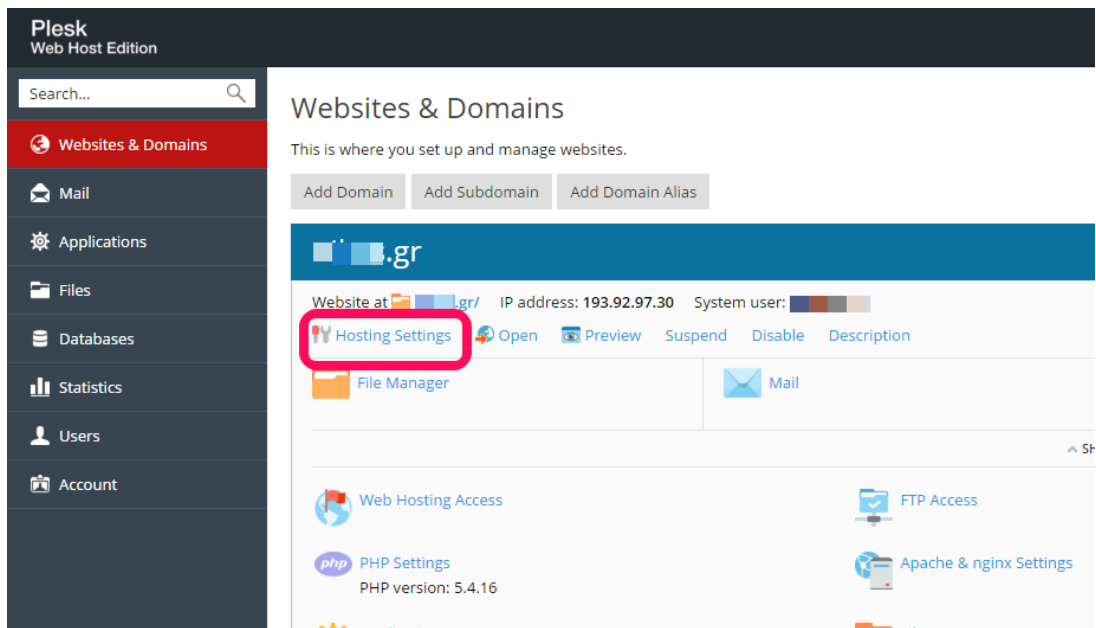 Plesk
Web Host Edition
Search...
Websites & Domains
Mail
Applications
Files
Databases
Statistics
Users
Account
Websites & Domains
This is where you set up and manage websites.
Add Domain Add Subdomain Add Domain Alias
.gr
Website at .gr/ IP address: 193.92.97.30 System user:
Hosting Settings Open Preview Suspend Disable Description
File Manager Mail
SH
Web Hosting Access FTP Access
php PHP Settings Apache & nginx Settings
PHP version: 5.4.16